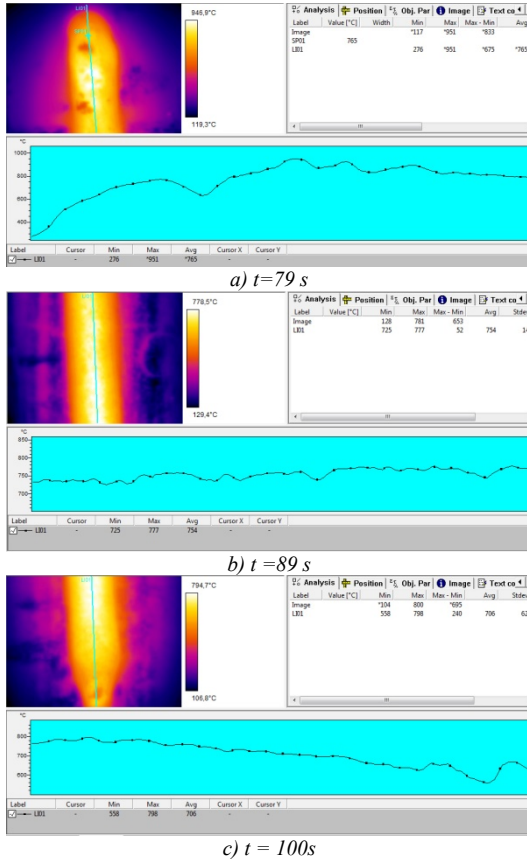 LI01
946,9°C
119,3°C
Analysis Position Obj. Par Image Text co
Label Value [°C] Width Min Max Max - Min Avg
Image *117 *951 *833
SP01 765
LI01 276 *951 *675 *765
°C
1000
800
600
400
Label Cursor Min Max Avg Cursor X Cursor Y
LI01 - 276 *951 *765 - -
a) t=79 s
778,5°C
129,4°C
Analysis Position Obj. Par Image Text co
Label Value [°C] Min Max Max - Min Avg Stdev
Image 128 781 653
LI01 725 777 52 754 14
°C
850
800
750
700
Label Cursor Min Max Avg Cursor X Cursor Y
LI01 - 725 777 754 - -
b) t =89 s
794,7°C
106,8°C
Analysis Position Obj. Par Image Text co
Label Value [°C] Min Max Max - Min Avg Stdev
Image *104 800 *695
LI01 558 798 240 706 62
°C
800
700
600
Label Cursor Min Max Avg Cursor X Cursor Y
LI01 - 558 798 706 - -
c) t = 100s